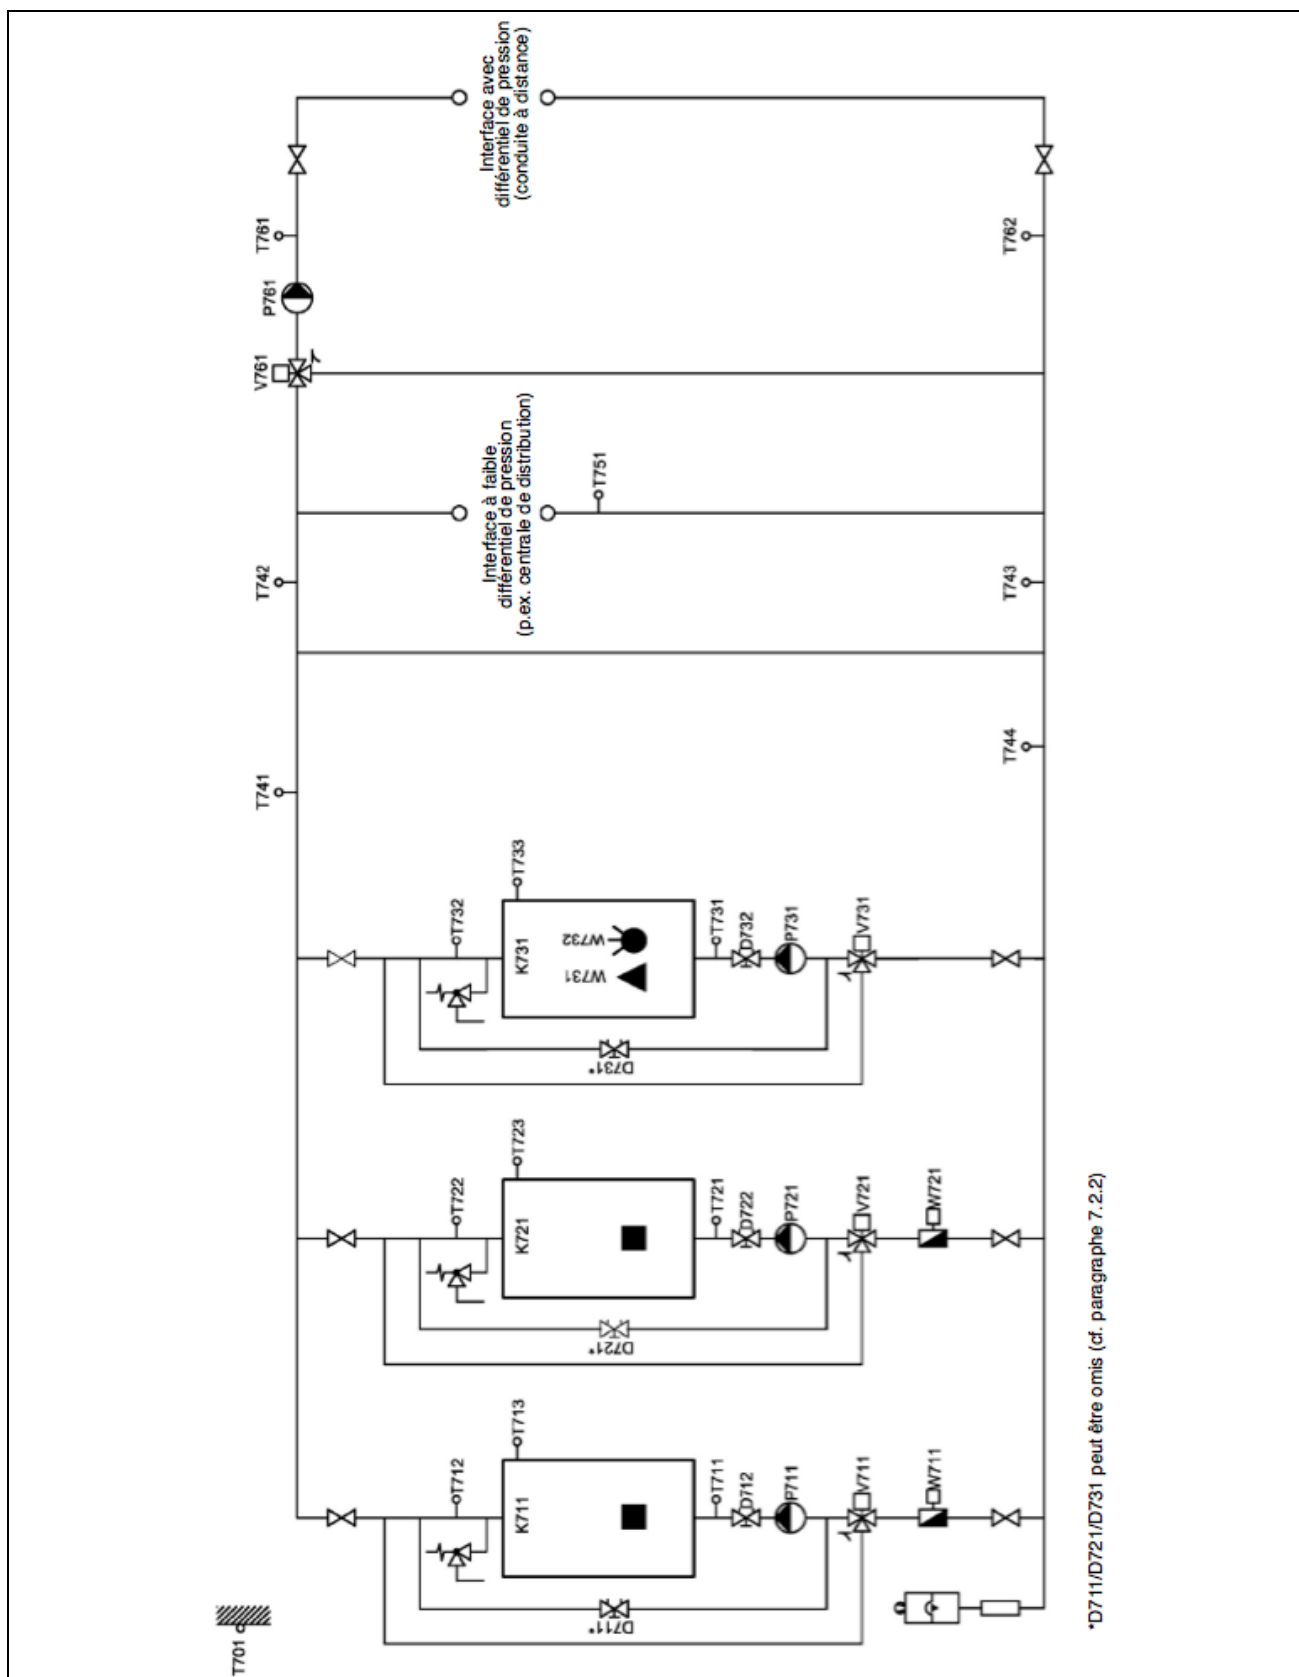 Interface avec
différentiel de pression
(conduite à distance)
T761
T762
P761
V761
Interface à faible
différentiel de pression
(p.ex. centrale de distribution)
T751
T742
T743
T744
T741
T733
T732
K731
W732
W731
T731
D732
P731
V731
D731*
T723
T722
K721
T721
D722
P721
V721
W721
D721*
T713
T712
K711
T711
D712
P711
V711
W711
D711*
T701
*D711/D721/D731 peut être omis (cf. paragraphe 7.2.2)